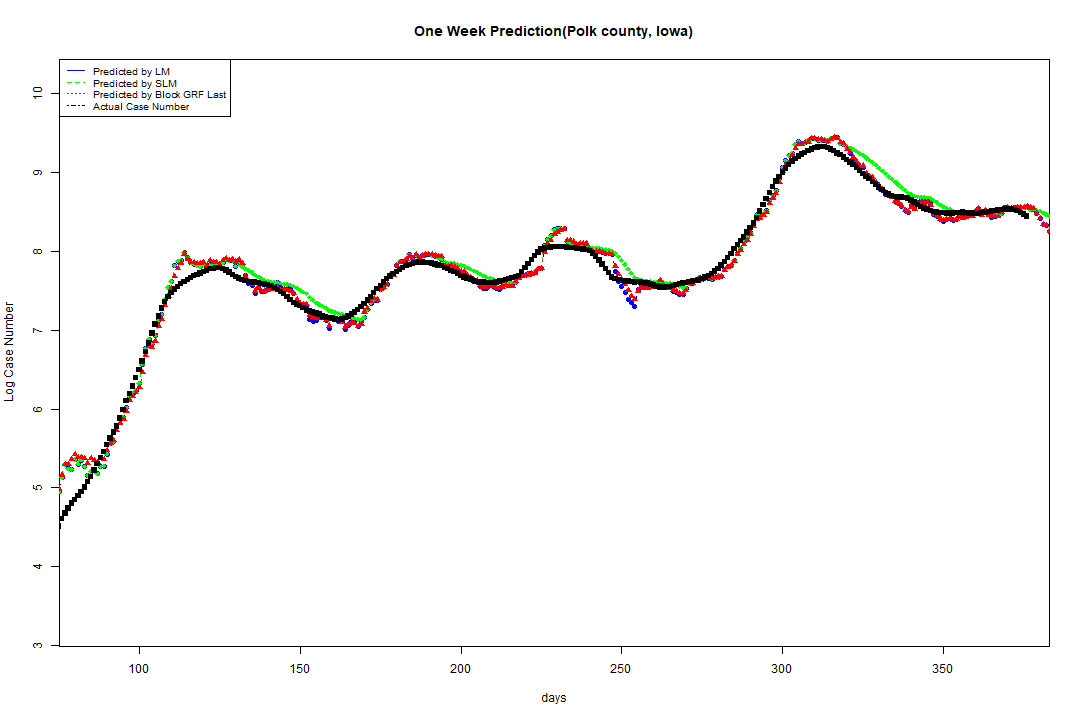 One Week Prediction(Polk county, Iowa)
Predicted by LM
Predicted by SLM
Predicted by Block GRF Last
Actual Case Number
10
9
8
7
6
5
4
3
Log Case Number
100 150 200 250 300 350
days